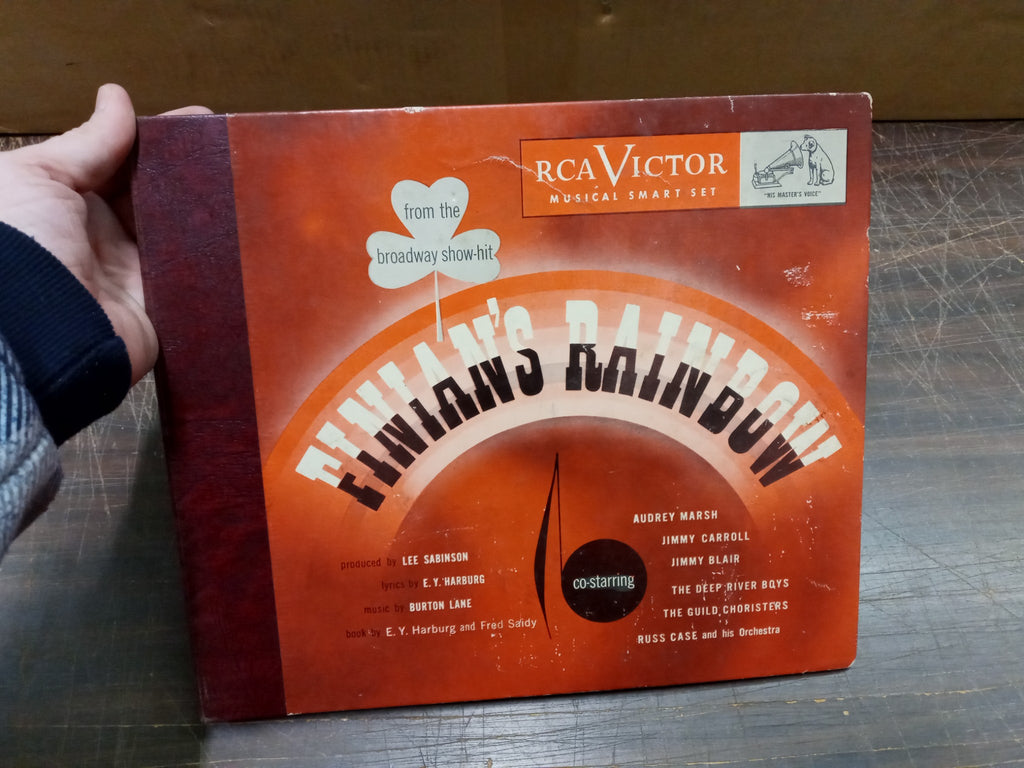 RCA VICTOR
MUSICAL SMART SET
"HIS MASTER'S VOICE"
from the
broadway show-hit
FINIAN'S RAINBOW
produced by LEE SABINSON
lyrics by E. Y. HARBURG
music by BURTON LANE
book by E. Y. Harburg and Fred Saidy
co-starring
AUDREY MARSH
JIMMY CARROLL
JIMMY BLAIR
THE DEEP RIVER BOYS
THE GUILD CHORISTERS
RUSS CASE and his Orchestra